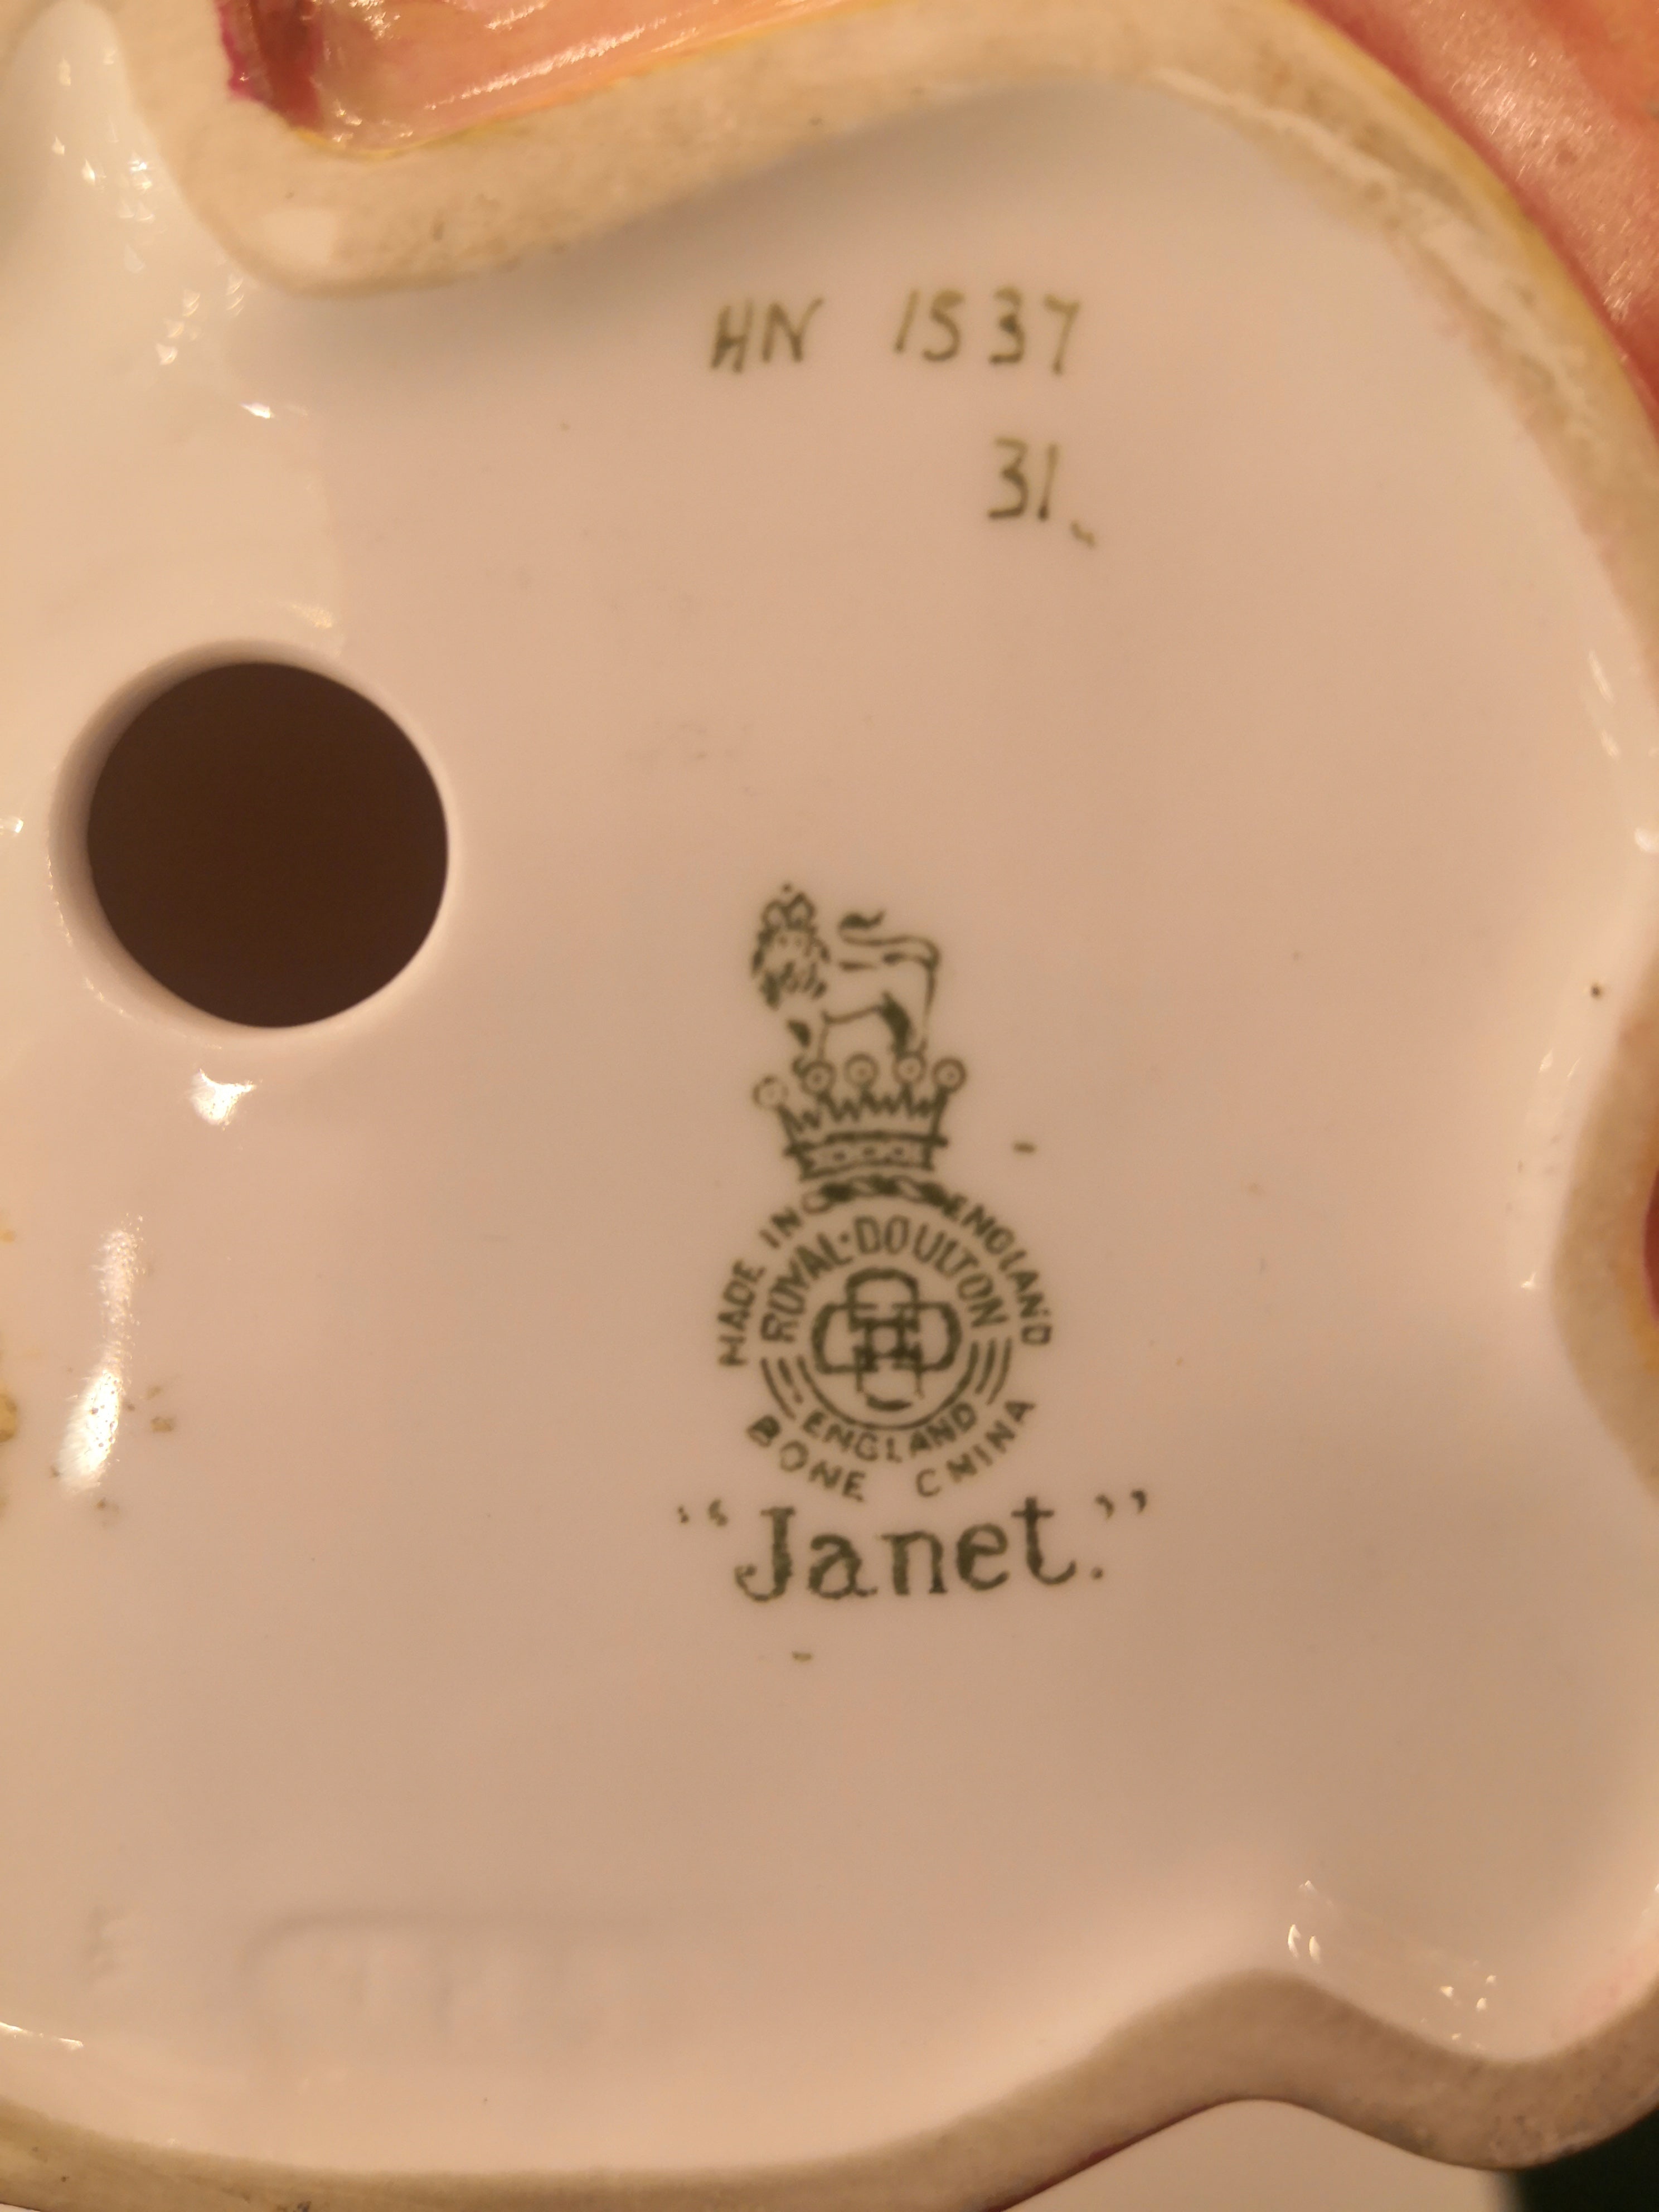 HN 1537
31.
MADE IN ENGLAND
ROYAL·DOULTON
ENGLAND
BONE CHINA
"Janet."